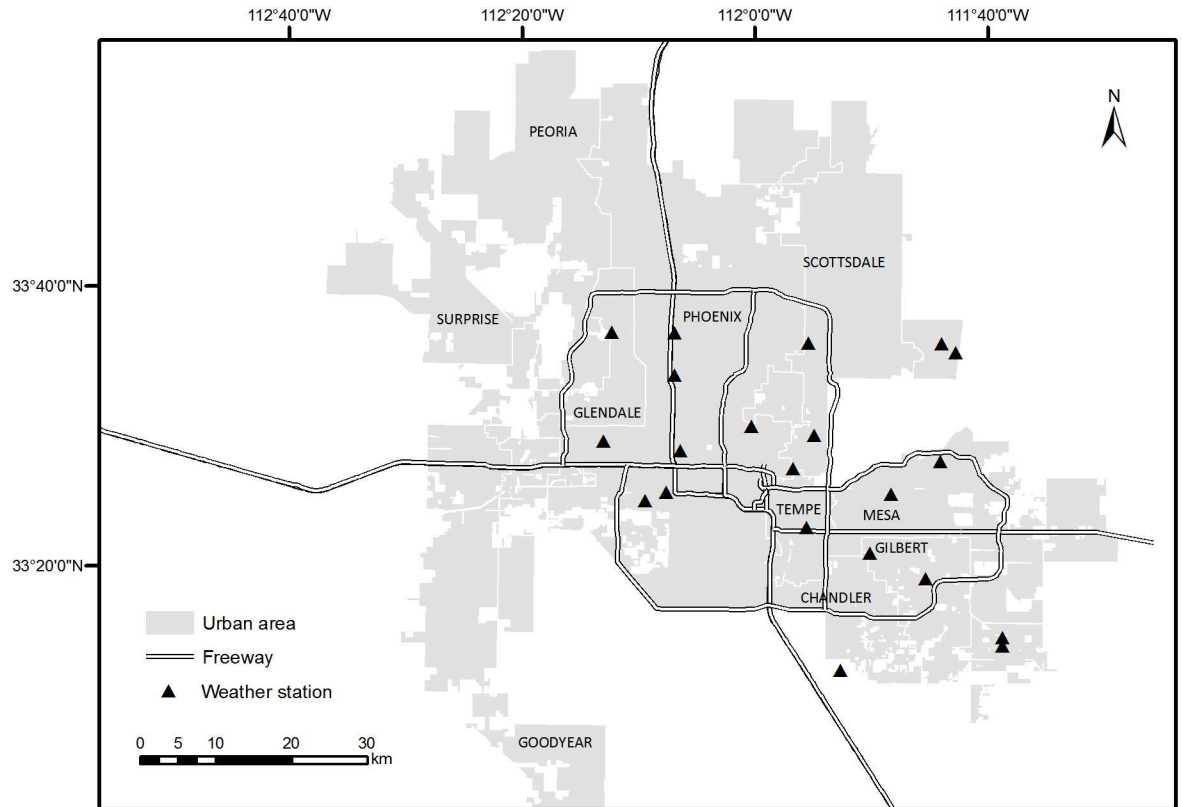 112°40'0"W 112°20'0"W 112°0'0"W 111°40'0"W
N
PEORIA
SCOTTSDALE
33°40'0"N
SURPRISE
PHOENIX
GLENDALE
TEMPE
MESA
GILBERT
33°20'0"N
CHANDLER
Urban area
Freeway
Weather station
GOODYEAR
0 5 10 20 30
km